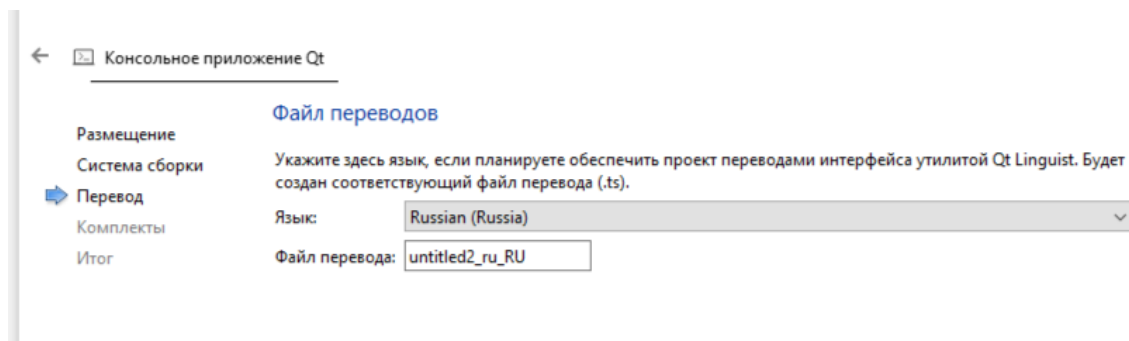 Консольное приложение Qt
Файл переводов
Размещение
Система сборки
Перевод
Комплекты
Итог
Укажите здесь язык, если планируете обеспечить проект переводами интерфейса утилитой Qt Linguist. Будет
создан соответствующий файл перевода (.ts).
Язык: Russian (Russia)
Файл перевода: untitled2_ru_RU